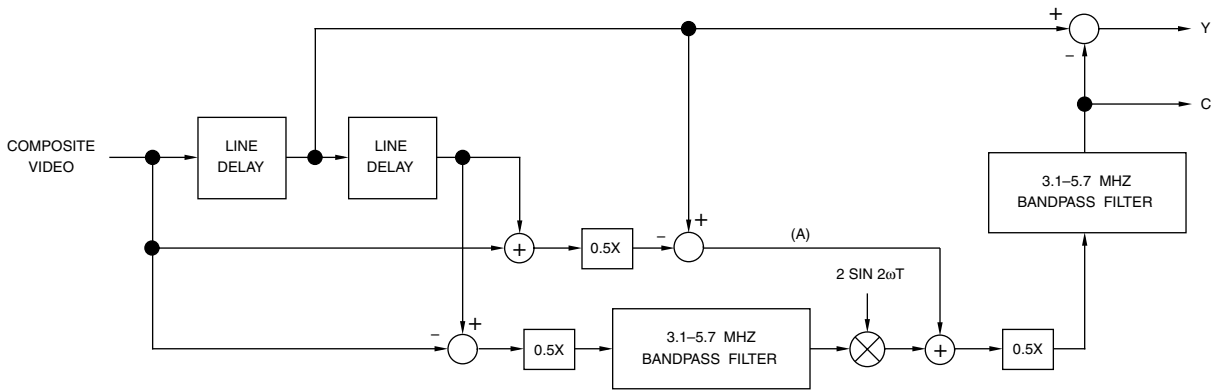 +
Y
–
C
COMPOSITE
VIDEO
LINE
DELAY
LINE
DELAY
3.1–5.7 MHZ
BANDPASS FILTER
+
–
(A)
+
0.5X
2 SIN 2ωT
–
+
0.5X
3.1–5.7 MHZ
BANDPASS FILTER
+
0.5X